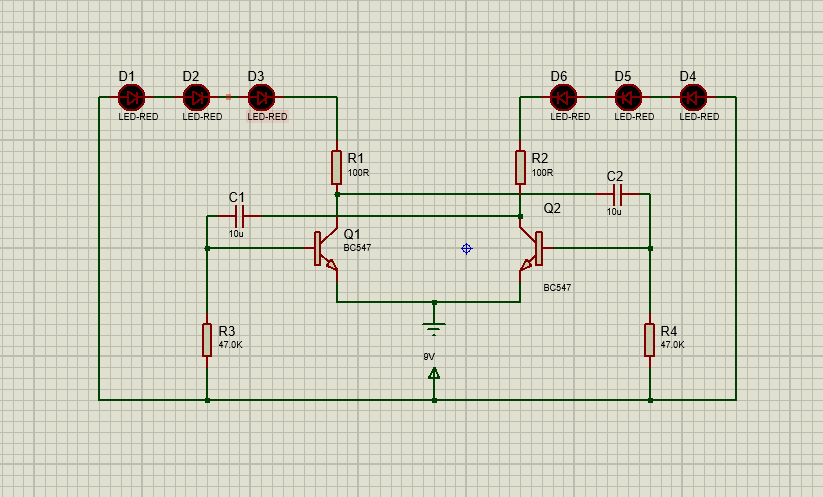 D1 D2 D3 D6 D5 D4
LED-RED LED-RED LED-RED LED-RED LED-RED LED-RED
R1 R2
100R 100R
C1 C2
10u 10u
Q1 Q2
BC547 BC547
R3 R4
47.0K 47.0K
9V